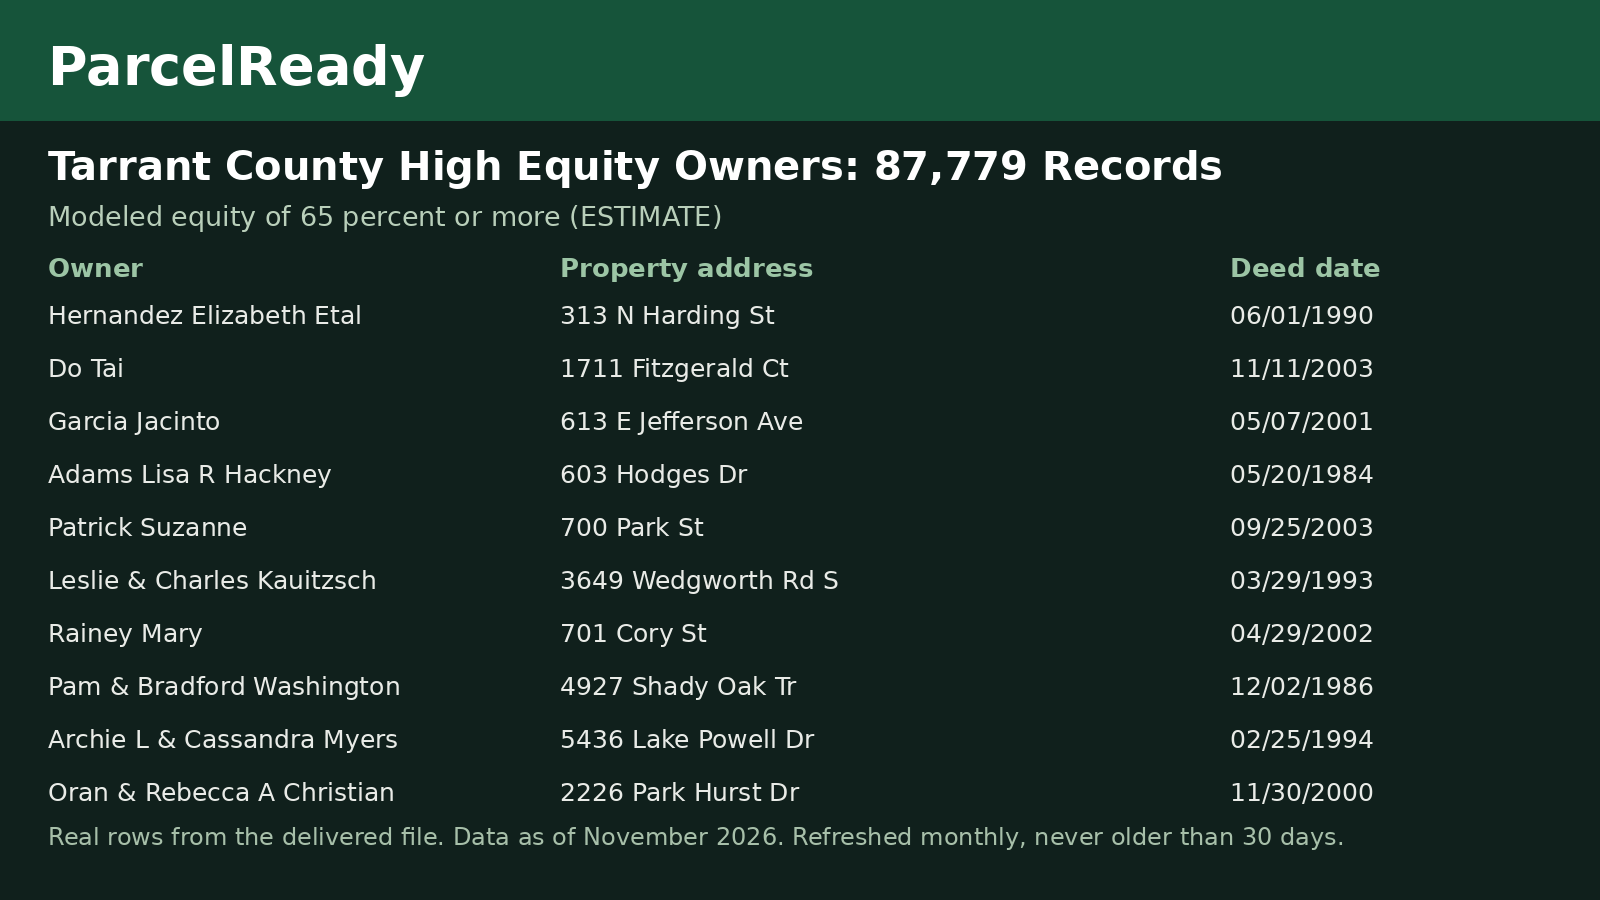 ParcelReady
Tarrant County High Equity Owners: 87,779 Records
Modeled equity of 65 percent or more (ESTIMATE)
Owner Property address Deed date
Hernandez Elizabeth Etal 313 N Harding St 06/01/1990
Do Tai 1711 Fitzgerald Ct 11/11/2003
Garcia Jacinto 613 E Jefferson Ave 05/07/2001
Adams Lisa R Hackney 603 Hodges Dr 05/20/1984
Patrick Suzanne 700 Park St 09/25/2003
Leslie & Charles Kauitzsch 3649 Wedgworth Rd S 03/29/1993
Rainey Mary 701 Cory St 04/29/2002
Pam & Bradford Washington 4927 Shady Oak Tr 12/02/1986
Archie L & Cassandra Myers 5436 Lake Powell Dr 02/25/1994
Oran & Rebecca A Christian 2226 Park Hurst Dr 11/30/2000
Real rows from the delivered file. Data as of November 2026. Refreshed monthly, never older than 30 days.